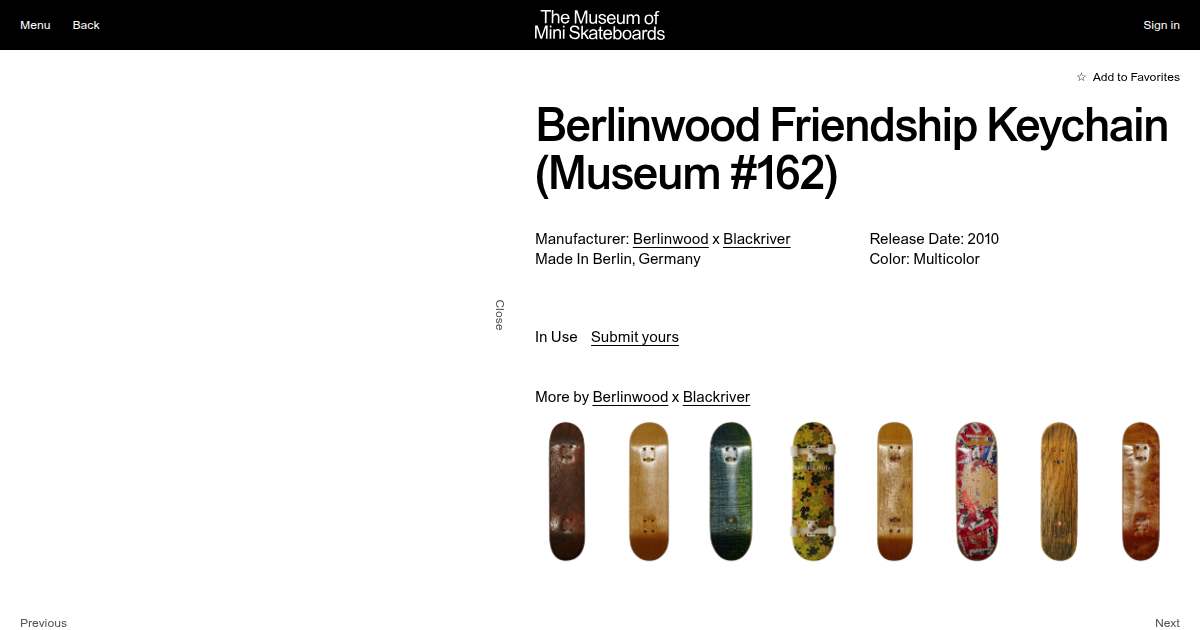 Menu
Back
The Museum of
Mini Skateboards
Sign in
☆ Add to Favorites
Berlinwood Friendship Keychain
(Museum #162)
Manufacturer: Berlinwood x Blackriver
Made In Berlin, Germany
Release Date: 2010
Color: Multicolor
Close
In Use
Submit yours
More by Berlinwood x Blackriver
Previous
Next